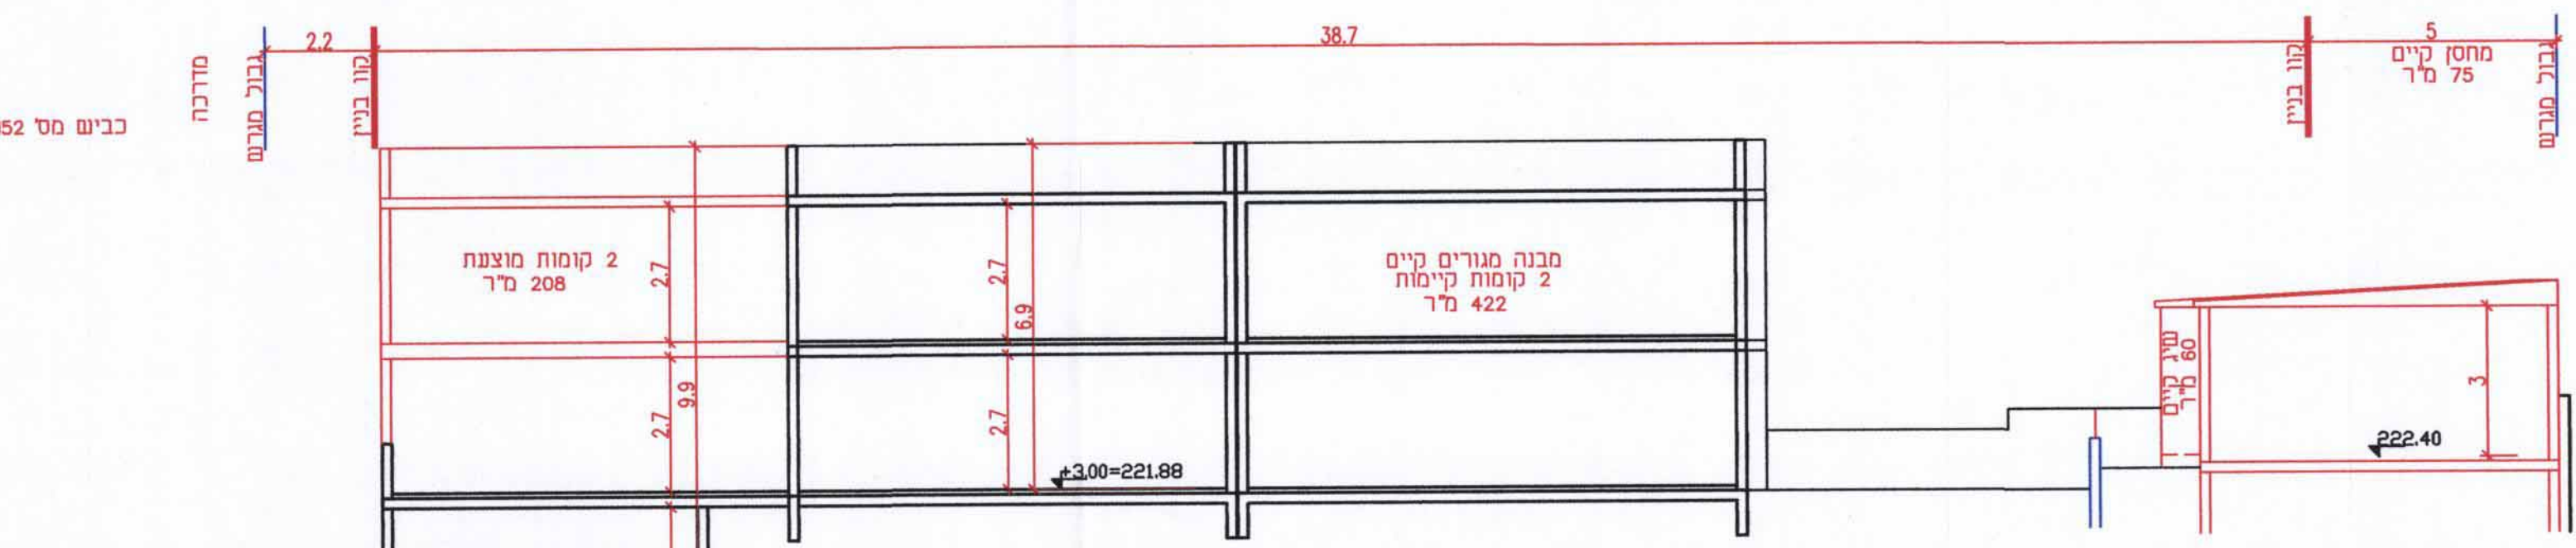 2.2
38.7
5
מחסן קיים
75 מ"ר
גבול מגרש
קוו בניין
קוו בניין
גבול מגרש
מדרכה
כביש מס'
2 קומות מוצעת
208 מ"ר
2.7
2.7
6.9
מבנה מגורים קיים
2 קומות קיימות
422 מ"ר
2.7
9.9
2.7
+3.00=221.88
קיים
60 מ"ר
3
222.40